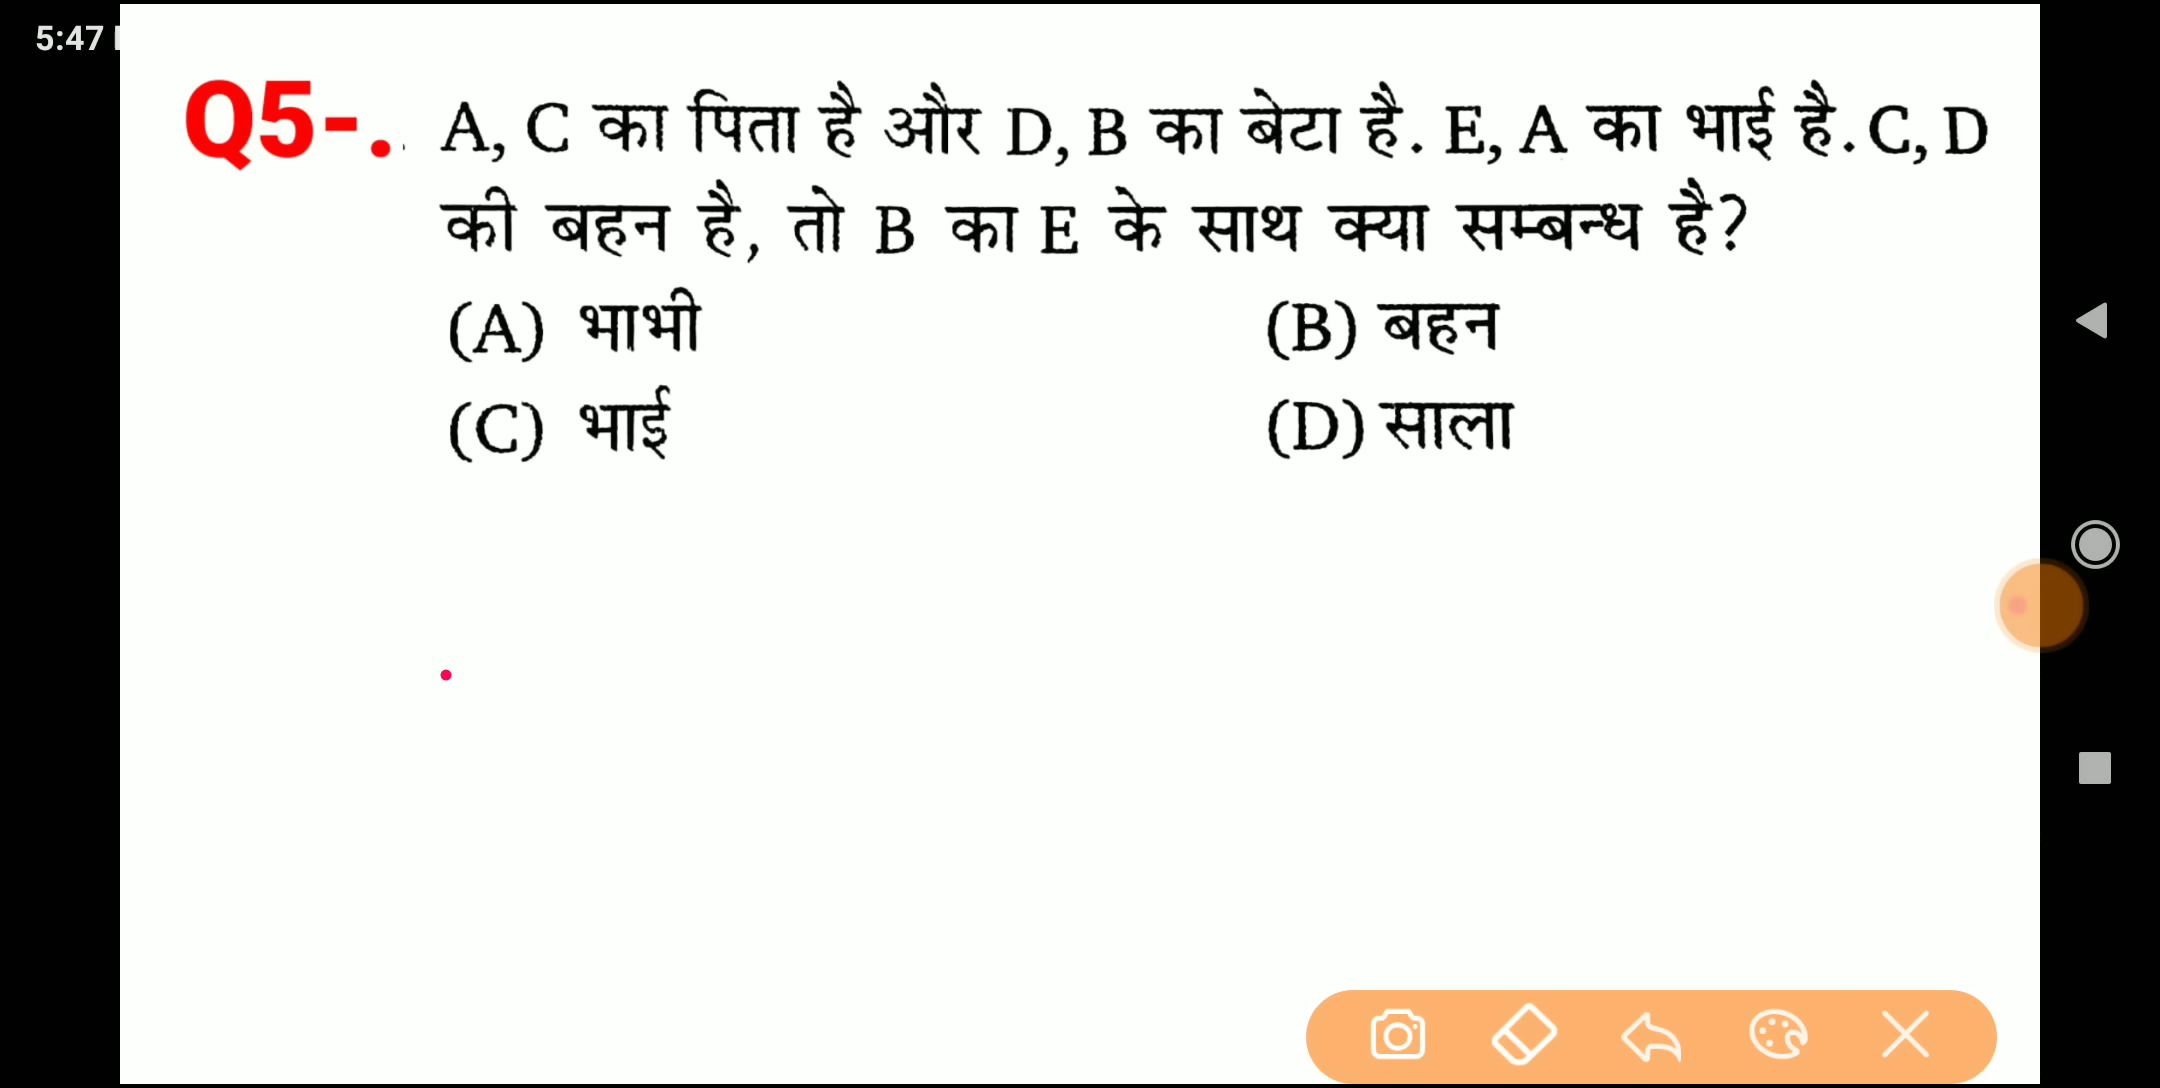 5:47
Q5-. A, C का पिता है और D, B का बेटा है. E, A का भाई है. C, D
की बहन है, तो B का E के साथ क्या सम्बन्ध है?
(A) भाभी (B) बहन
(C) भाई (D) साला